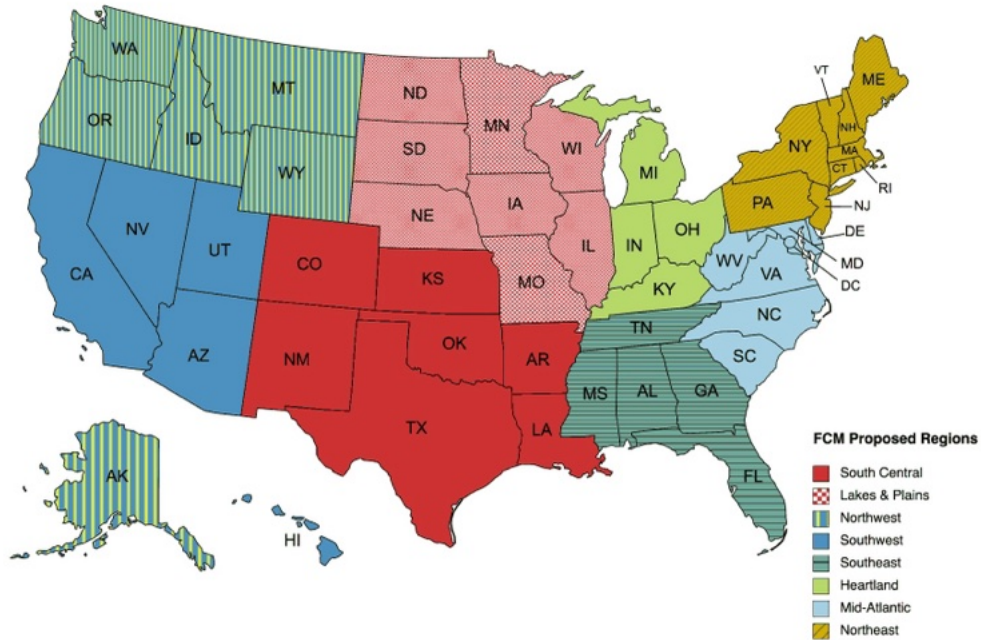 WA
MT
ND
MN
OR
ID
SD
WI
WY
MI
NE
IA
NV
UT
CO
CA
KS
MO
IL
IN
OH
KY
WV
VA
AZ
NM
OK
AR
TN
NC
SC
TX
LA
MS
AL
GA
FL
VT
ME
NH
NY
MA
CT
RI
PA
NJ
DE
MD
DC
AK
HI
FCM Proposed Regions
South Central
Lakes & Plains
Northwest
Southwest
Southeast
Heartland
Mid-Atlantic
Northeast